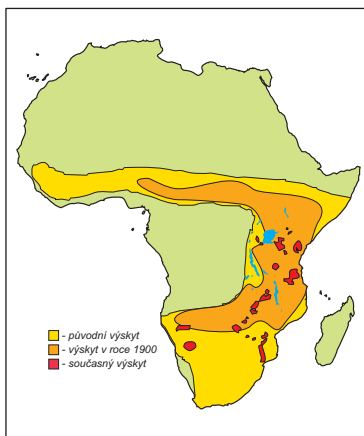 - původní výskyt
- výskyt v roce 1900
- současný výskyt